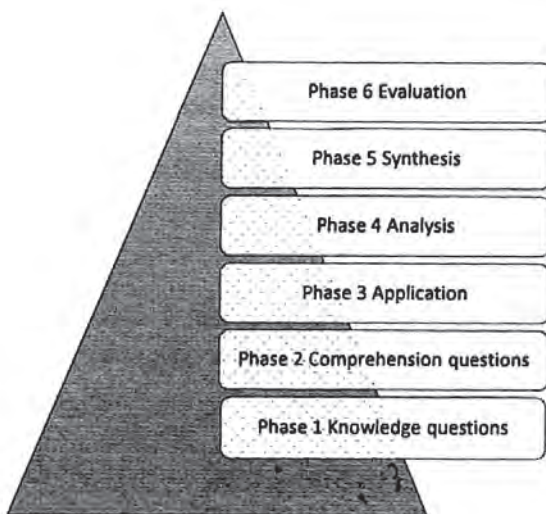 Phase 6 Evaluation
Phase 5 Synthesis
Phase 4 Analysis
Phase 3 Application
Phase 2 Comprehension questions
Phase 1 Knowledge questions